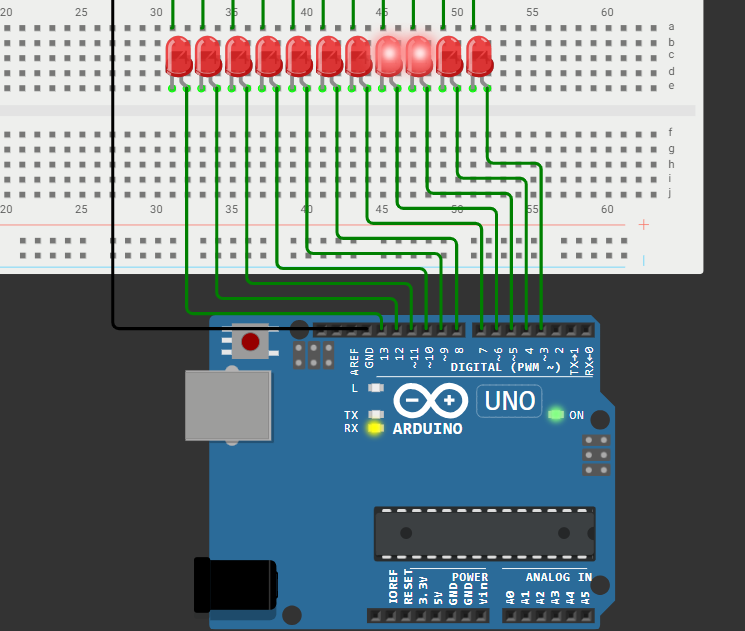 20 25 30 35 40 45 50 55 60
a
b
c
d
e
f
g
h
i
j
20 25 30 35 40 45 50 55 60
AREF
GND
13
12
~11
~10
~9
8
7
~6
~5
4
~3
2
TX→1
RX←0
DIGITAL (PWM ~)
L
TX
RX
ARDUINO
UNO
ON
POWER
ANALOG IN
IOREF
RESET
3.3V
5V
GND
GND
Vin
A0
A1
A2
A3
A4
A5